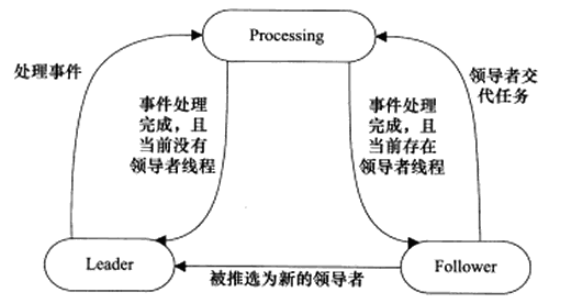 Processing
处理事件
事件处理
完成，且
当前没有
领导者线程
事件处理
完成，且
当前存在
领导者线程
领导者交
代任务
Leader
被推选为新的领导者
Follower